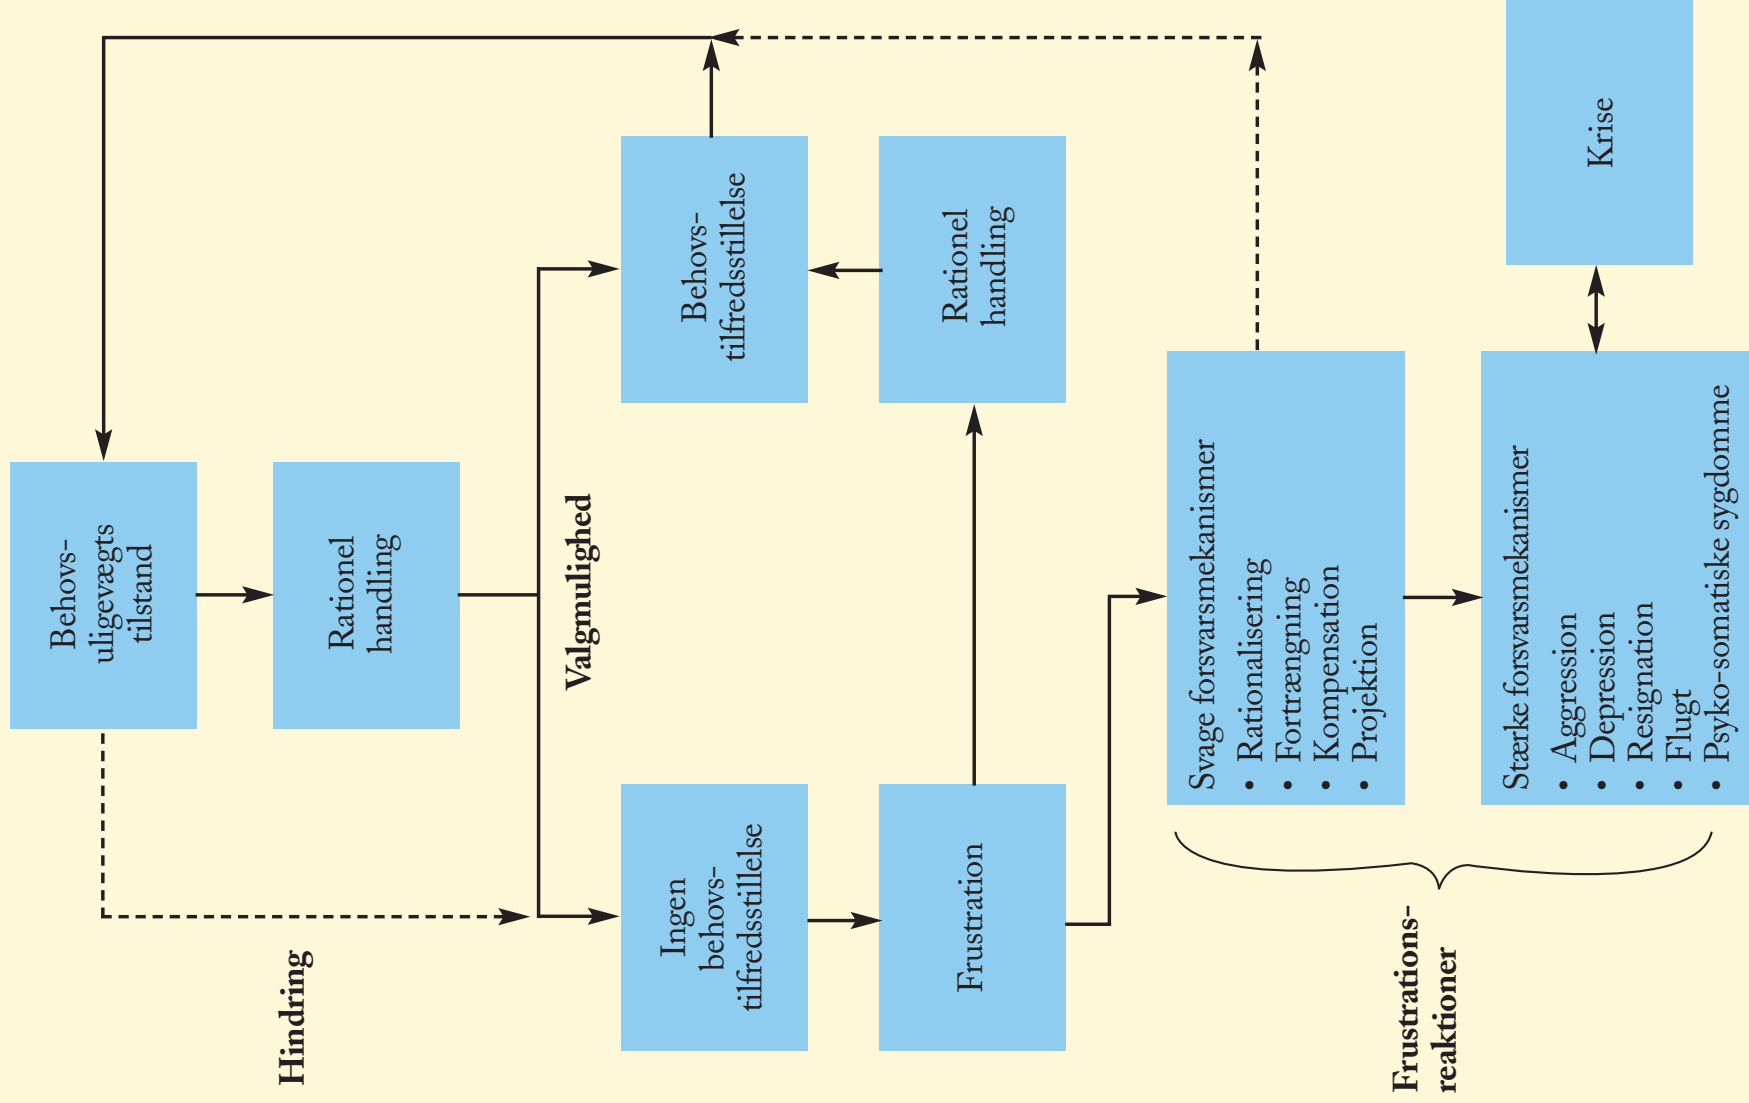 Behovs-
uligevægts
tilstand
Rationel
handling
Hindring
Valgmulighed
Ingen
behovs-
tilfredsstillelse
Behovs-
tilfredsstillelse
Frustration
Rationel
handling
Svage forsvarsmekanismer
• Rationalisering
• Fortrængning
• Kompensation
• Projektion
Frustrations-
reaktioner
Stærke forsvarsmekanismer
• Aggression
• Depression
• Resignation
• Flugt
• Psyko-somatiske sygdomme
Krise